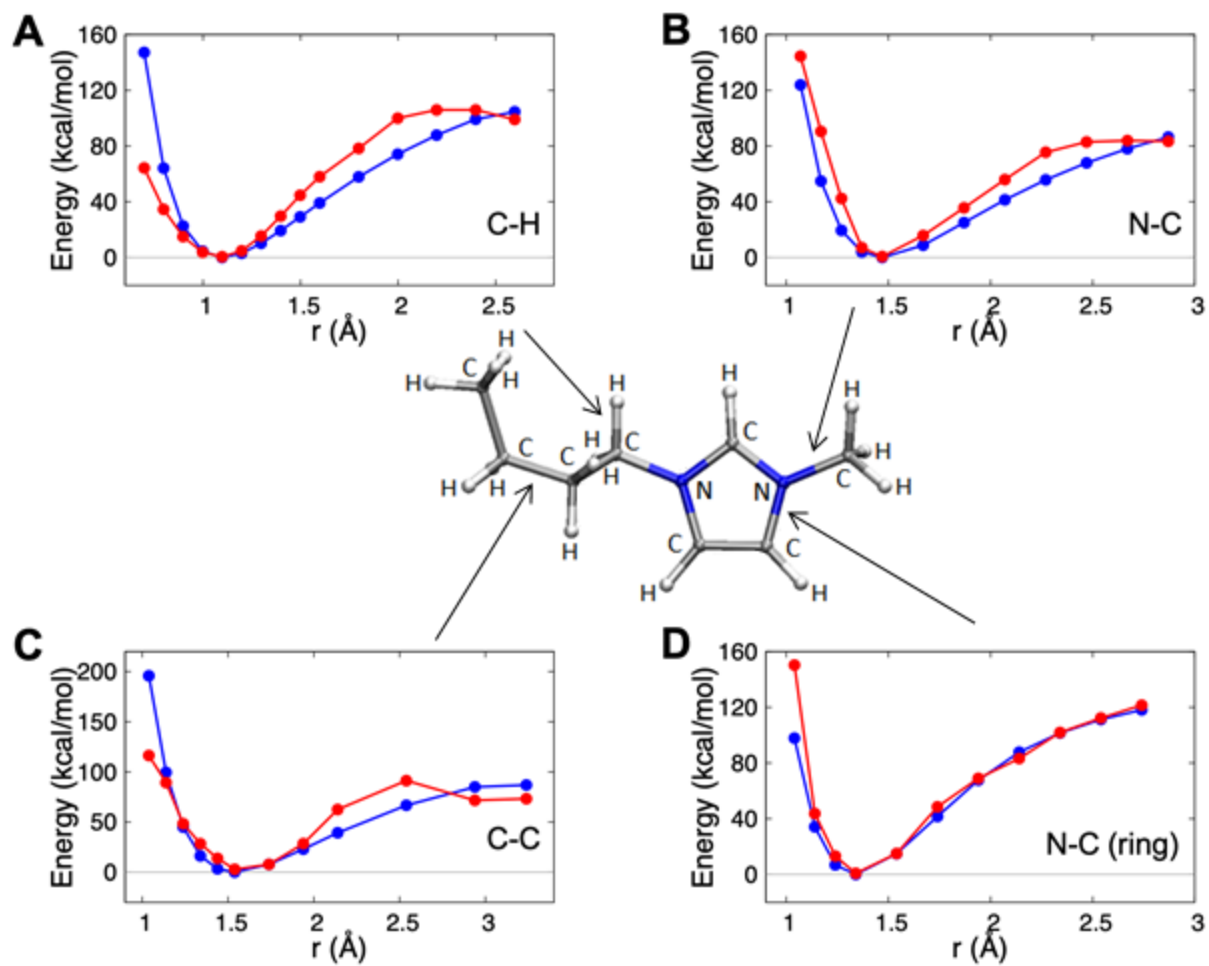 A
Energy (kcal/mol)
160
120
80
40
0
C-H
1
1.5
2
2.5
r (Å)
B
Energy (kcal/mol)
160
120
80
40
0
N-C
1
1.5
2
2.5
3
r (Å)
H
C
H
H
H
H
H
C
C
H
C
H
H
H
H
C
N
N
C
H
H
H
C
C
H
H
C
Energy (kcal/mol)
200
150
100
50
0
C-C
1
1.5
2
2.5
3
r (Å)
D
Energy (kcal/mol)
160
120
80
40
0
N-C (ring)
1
1.5
2
2.5
3
r (Å)